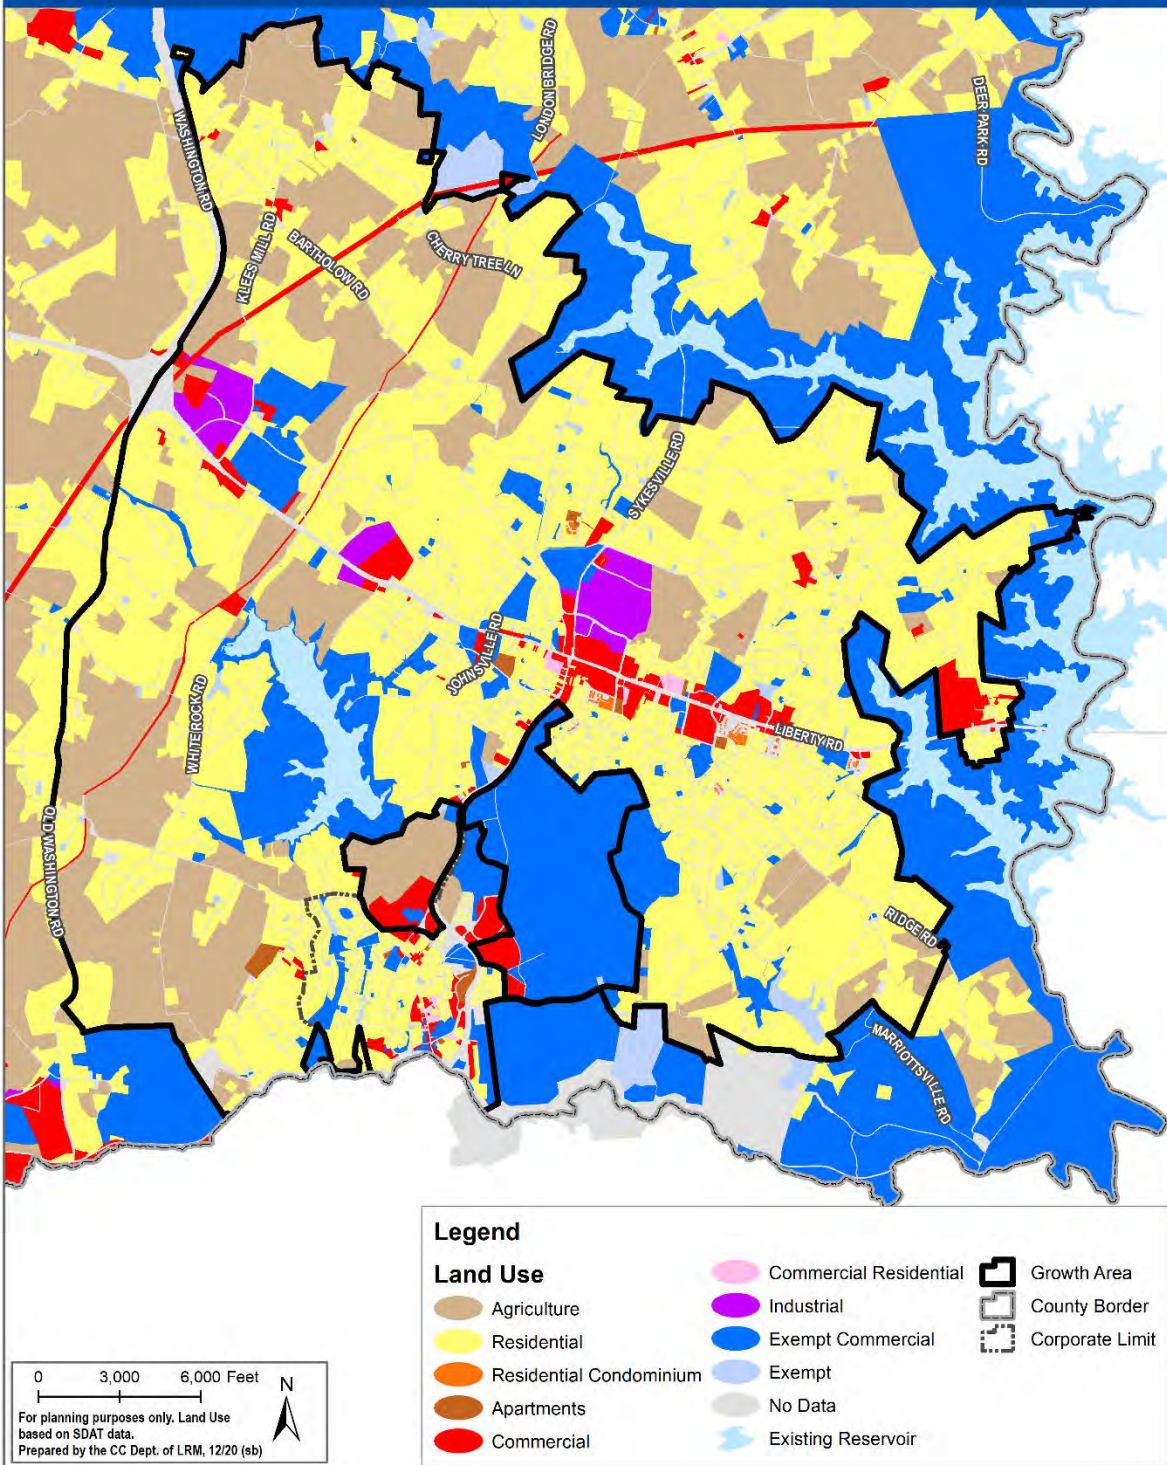 LONDON BRIDGE RD
DEER PARK RD
WASHINGTON RD
KLEES MILL RD
BARTHOLOW RD
CHERRY TREE LN
SYKESVILLE RD
JOHNSVILLE RD
WHITE ROCK RD
LIBERTY RD
OLD WASHINGTON RD
RIDGE RD
MARRIOTTSVILLE RD
Legend
Land Use
Agriculture
Residential
Residential Condominium
Apartments
Commercial
Commercial Residential
Industrial
Exempt Commercial
Exempt
No Data
Existing Reservoir
Growth Area
County Border
Corporate Limit
0 3,000 6,000 Feet
N
For planning purposes only. Land Use
based on SDAT data.
Prepared by the CC Dept. of LRM, 12/20 (sb)